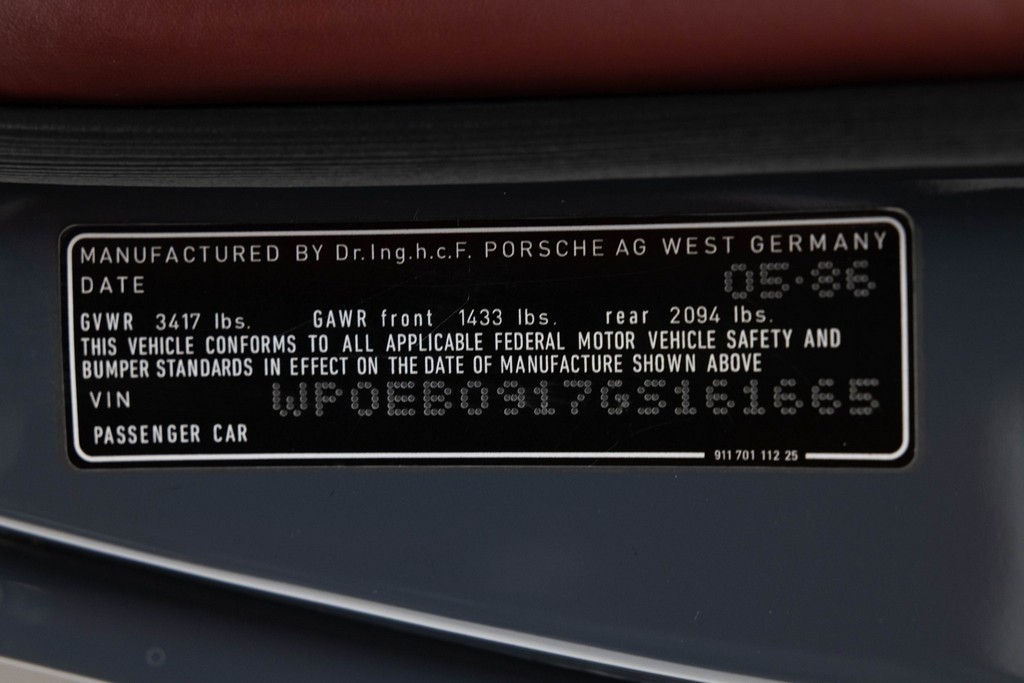 MANUFACTURED BY Dr.Ing.h.c.F. PORSCHE AG WEST GERMANY
DATE 05-86
GVWR 3417 lbs. GAWR front 1433 lbs. rear 2094 lbs.
THIS VEHICLE CONFORMS TO ALL APPLICABLE FEDERAL MOTOR VEHICLE SAFETY AND
BUMPER STANDARDS IN EFFECT ON THE DATE OF MANUFACTURE SHOWN ABOVE
VIN WP0EB0917GS161665
PASSENGER CAR
911 701 112 25